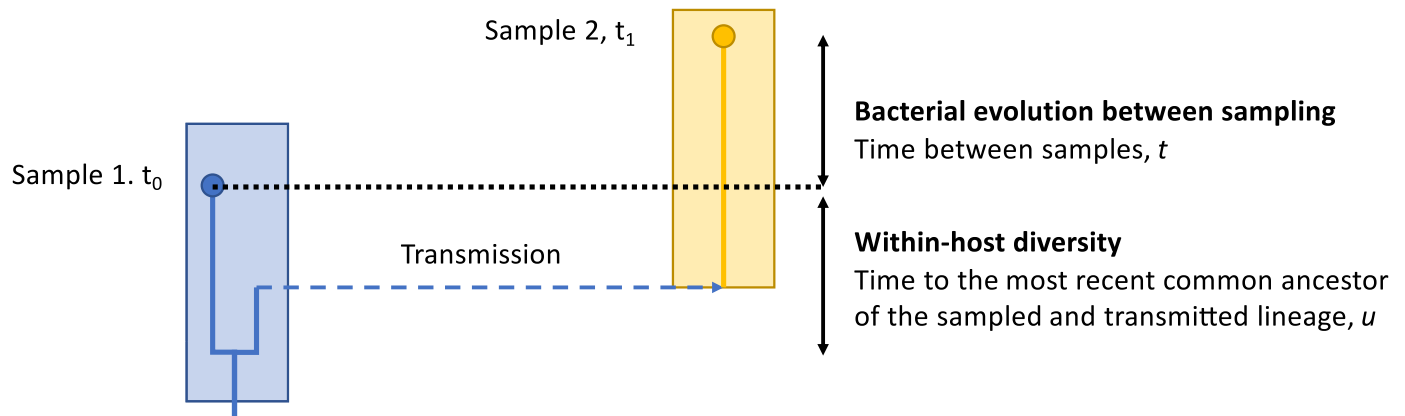 Sample 2, t₁
Bacterial evolution between sampling
Time between samples, t
Sample 1. t₀
Within-host diversity
Transmission
Time to the most recent common ancestor
of the sampled and transmitted lineage, u